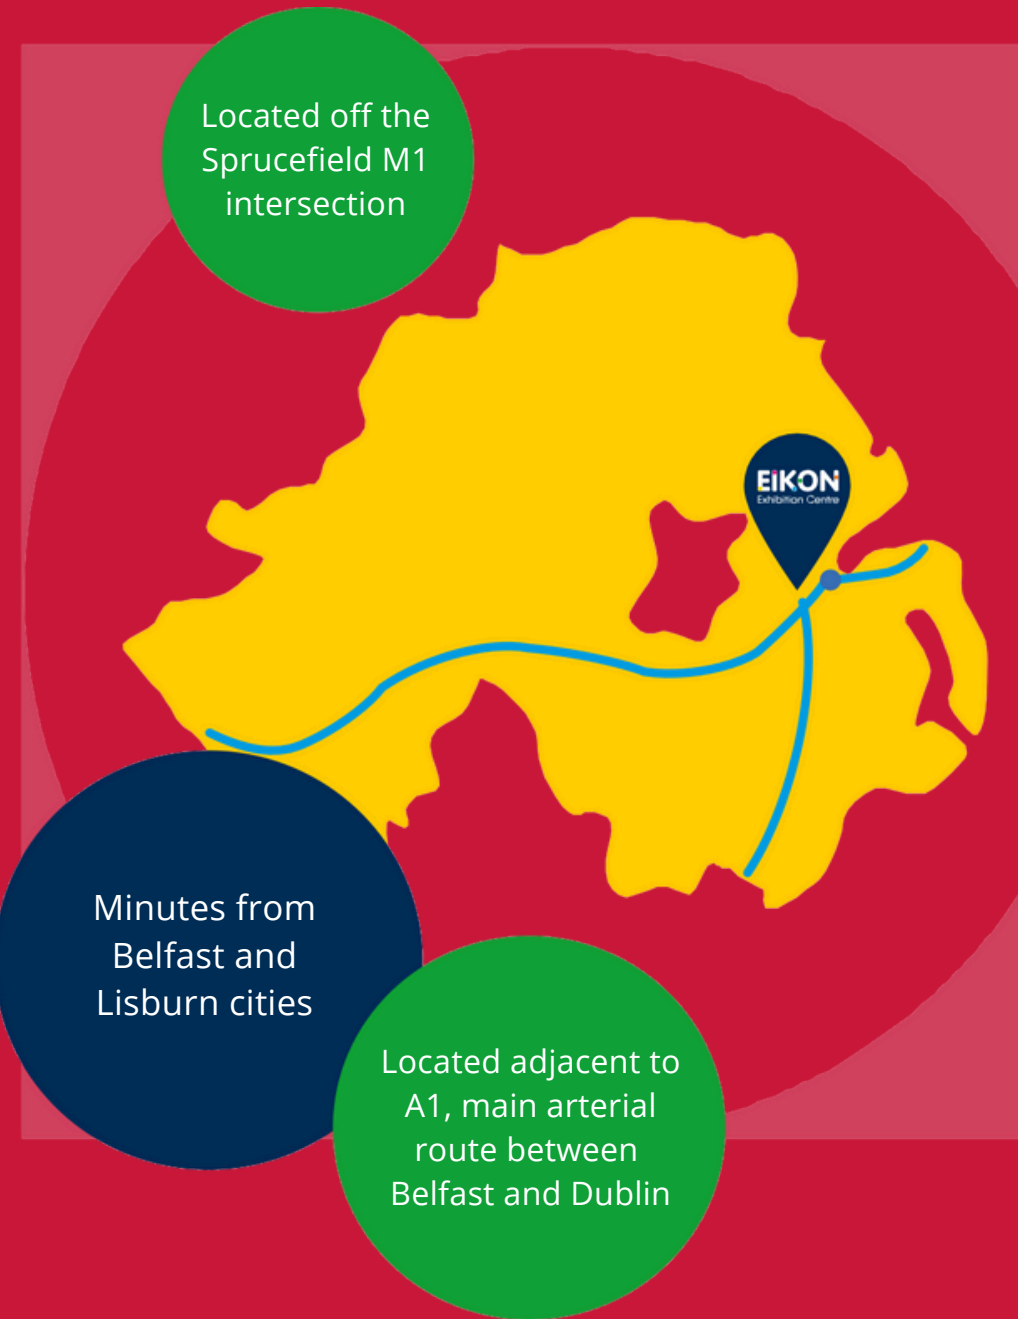 Located off the
Sprucefield M1
intersection
EiKON
Exhibition Centre
Minutes from
Belfast and
Lisburn cities
Located adjacent to
A1, main arterial
route between
Belfast and Dublin